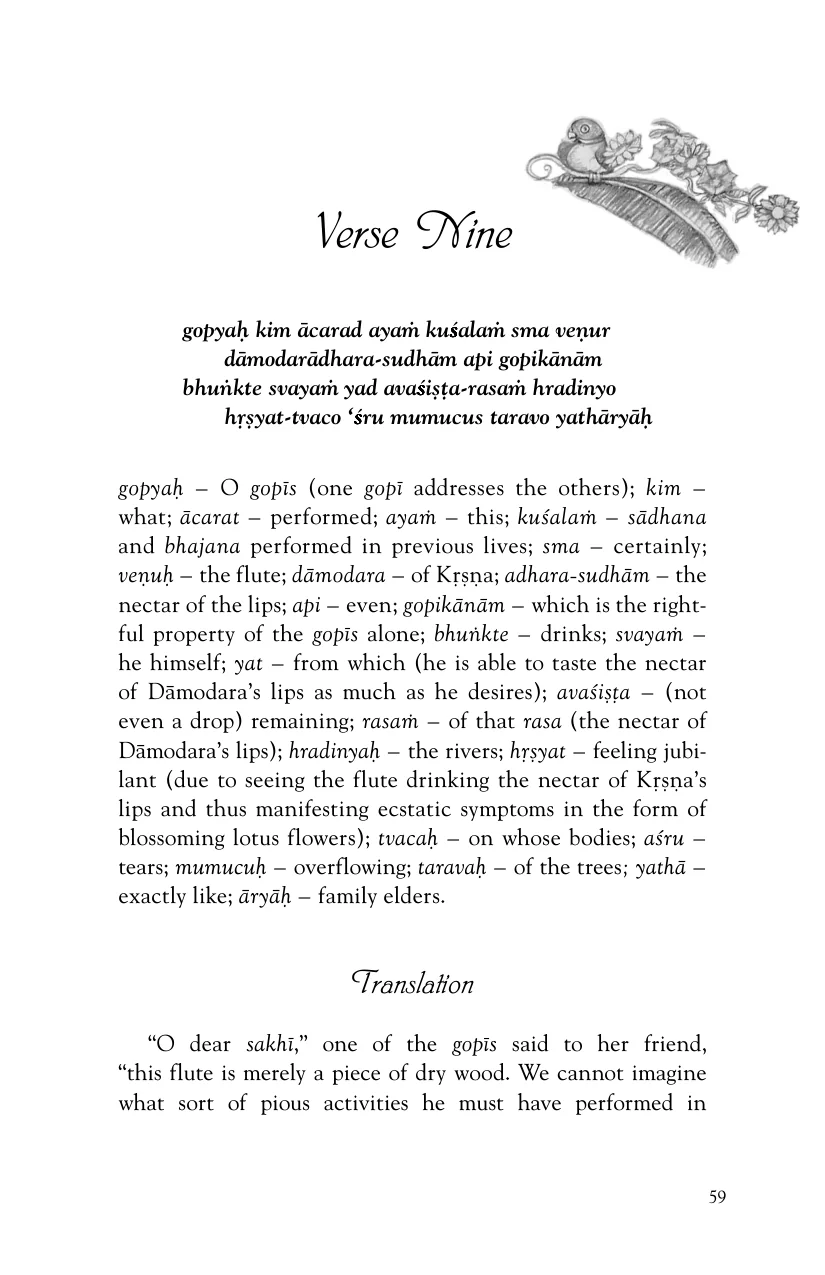 Verse Nine
gopyaḥ kim ācarad ayaṁ kuśalaṁ sma veṇur
dāmodarādhara-sudhām api gopikānām
bhuṅkte svayaṁ yad avaśiṣṭa-rasaṁ hradinyo
hṛṣyat-tvaco ‘śru mumucus taravo yathāryāḥ
gopyaḥ – O gopīs (one gopī addresses the others); kim –
what; ācarat – performed; ayaṁ – this; kuśalaṁ – sādhana
and bhajana performed in previous lives; sma – certainly;
veṇuḥ – the flute; dāmodara – of Kṛṣṇa; adhara-sudhām – the
nectar of the lips; api – even; gopikānām – which is the right-
ful property of the gopīs alone; bhuṅkte – drinks; svayaṁ –
he himself; yat – from which (he is able to taste the nectar
of Dāmodara’s lips as much as he desires); avaśiṣṭa – (not
even a drop) remaining; rasaṁ – of that rasa (the nectar of
Dāmodara’s lips); hradinyaḥ – the rivers; hṛṣyat – feeling jubi-
lant (due to seeing the flute drinking the nectar of Kṛṣṇa’s
lips and thus manifesting ecstatic symptoms in the form of
blossoming lotus flowers); tvacaḥ – on whose bodies; aśru –
tears; mumucuḥ – overflowing; taravaḥ – of the trees; yathā –
exactly like; āryāḥ – family elders.
Translation
“O dear sakhī,” one of the gopīs said to her friend,
“this flute is merely a piece of dry wood. We cannot imagine
what sort of pious activities he must have performed in
59